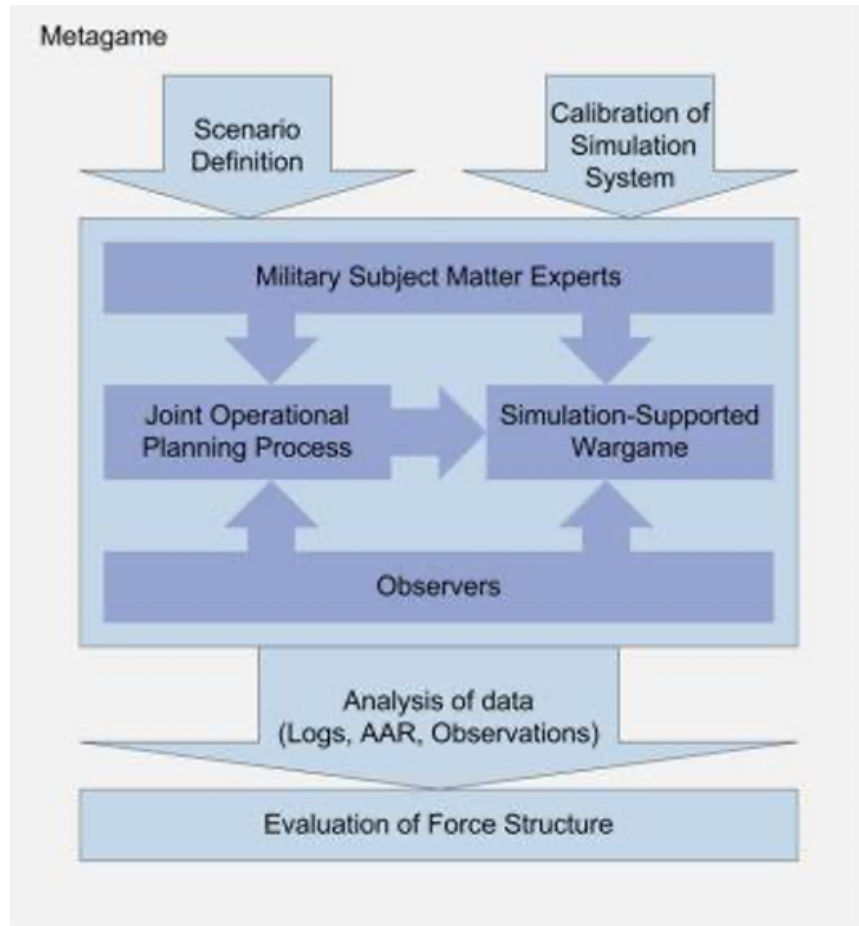 Metagame
Scenario
Definition
Calibration of
Simulation
System
Military Subject Matter Experts
Joint Operational
Planning Process
Simulation-Supported
Wargame
Observers
Analysis of data
(Logs, AAR, Observations)
Evaluation of Force Structure